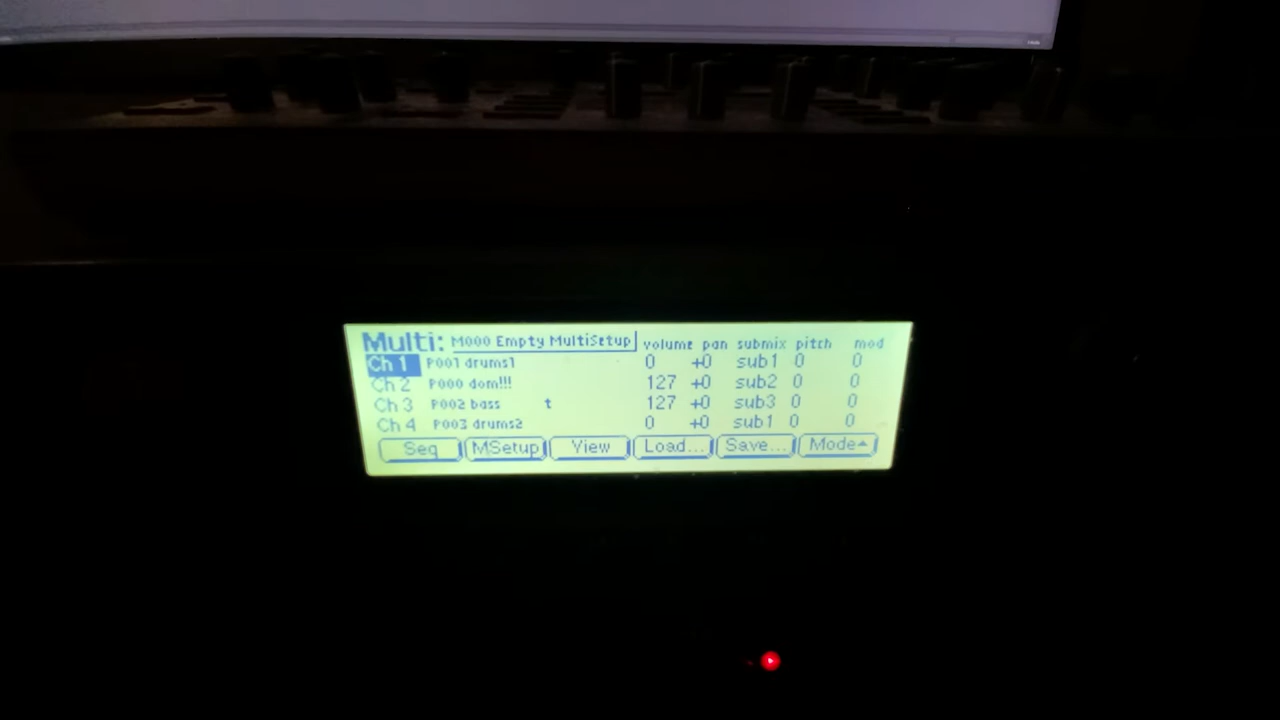 Multi: M000 Empty MultiSetup volume pan submix pitch mod
Ch 1 P001 drums1 0 +0 sub1 0 0
Ch 2 P000 dom!!! 127 +0 sub2 0 0
Ch 3 P002 bass t 127 +0 sub3 0 0
Ch 4 P003 drums2 0 +0 sub1 0 0
Seq MSetup View Load... Save... Mode